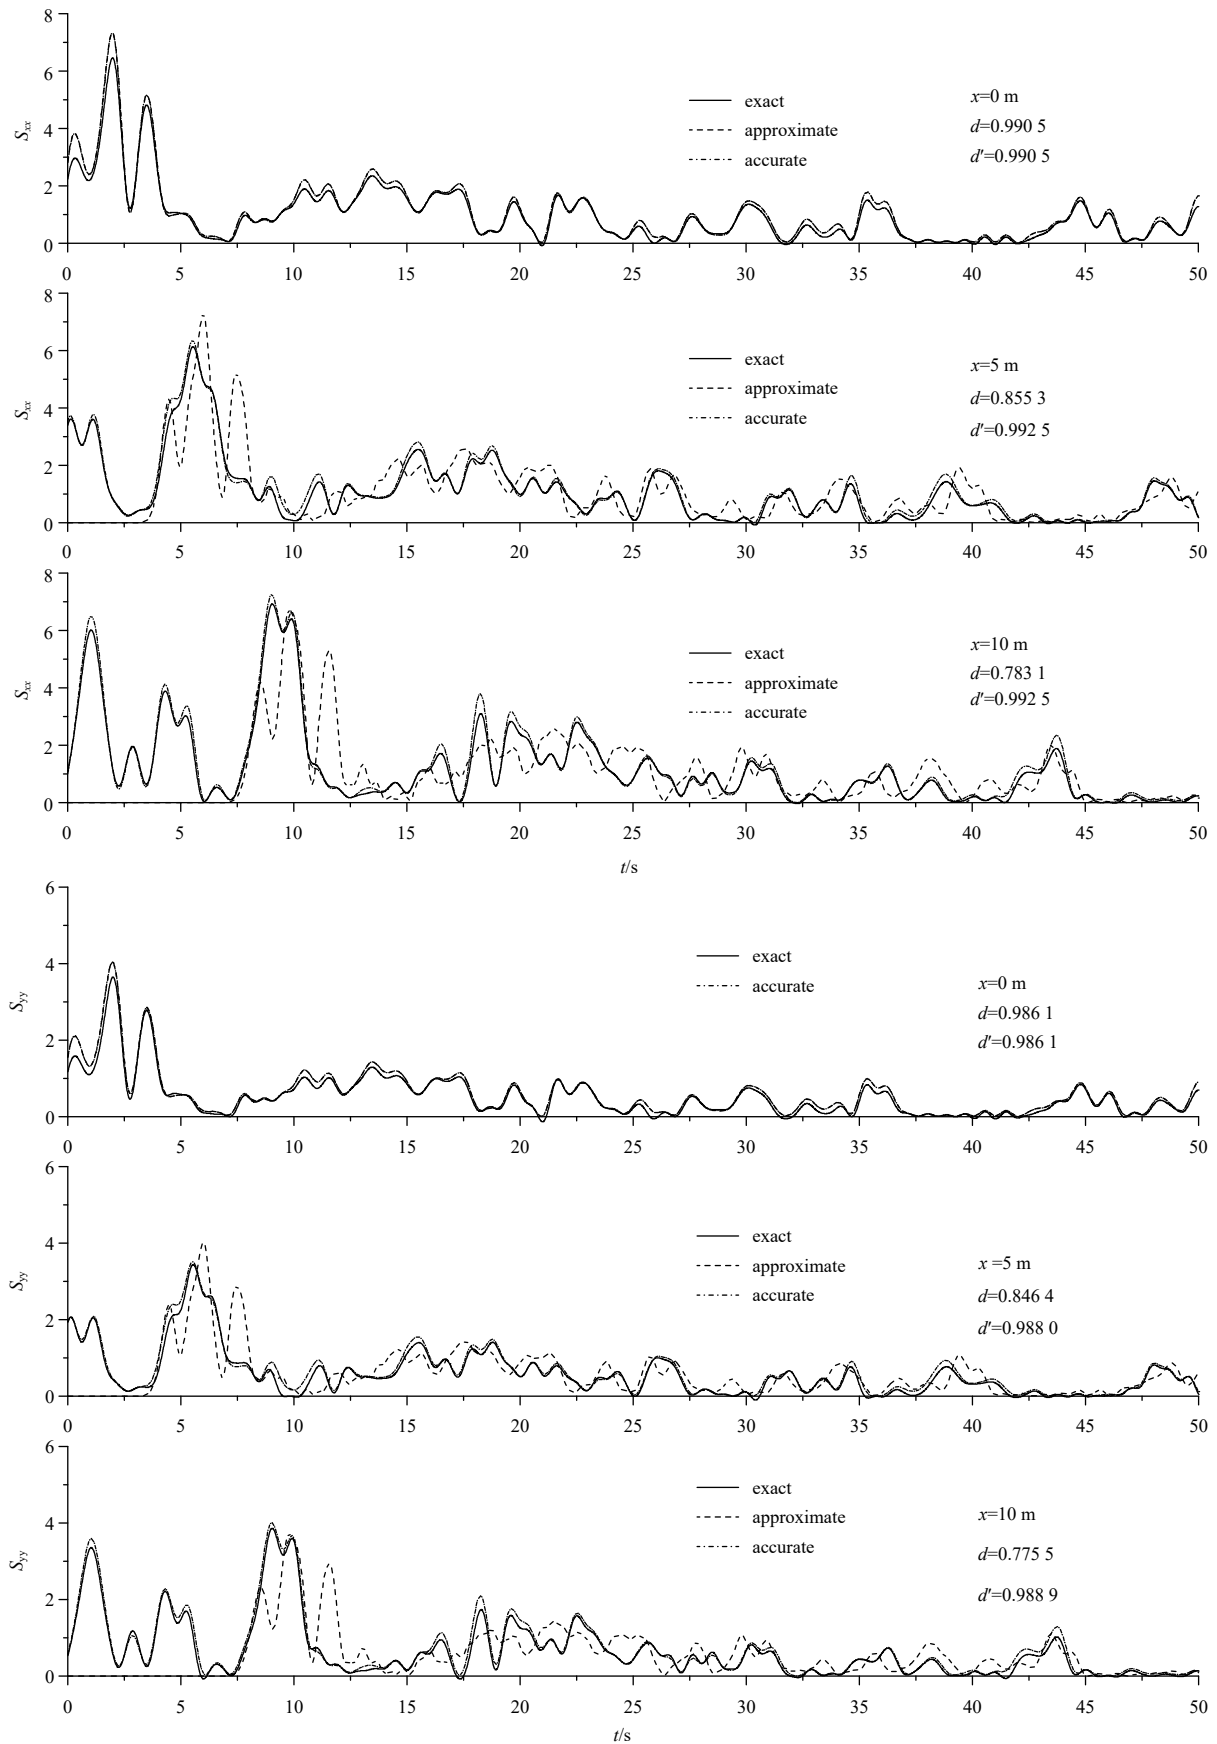 8
6
4
2
0
Sxx
exact
approximate
accurate
x=0 m
d=0.990 5
d′=0.990 5
0 5 10 15 20 25 30 35 40 45 50
8
6
4
2
0
Sxx
exact
approximate
accurate
x=5 m
d=0.855 3
d′=0.992 5
0 5 10 15 20 25 30 35 40 45 50
8
6
4
2
0
Sxx
exact
approximate
accurate
x=10 m
d=0.783 1
d′=0.992 5
0 5 10 15 20 25 30 35 40 45 50
t/s
6
4
2
0
Syy
exact
accurate
x=0 m
d=0.986 1
d′=0.986 1
0 5 10 15 20 25 30 35 40 45 50
6
4
2
0
Syy
exact
approximate
accurate
x =5 m
d=0.846 4
d′=0.988 0
0 5 10 15 20 25 30 35 40 45 50
6
4
2
0
Syy
exact
approximate
accurate
x=10 m
d=0.775 5
d′=0.988 9
0 5 10 15 20 25 30 35 40 45 50
t/s